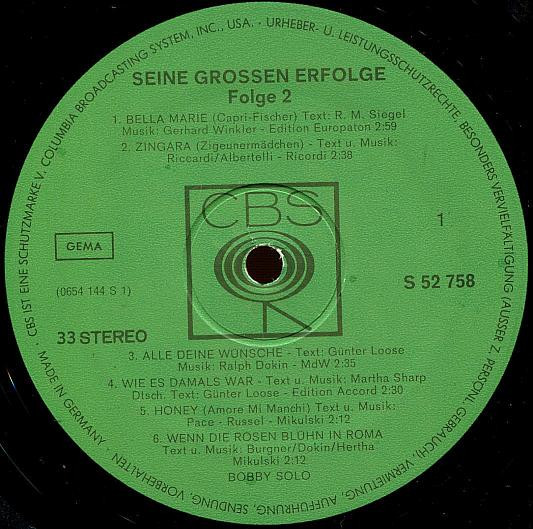 CBS IST EINE SCHUTZMARKE V. COLUMBIA BROADCASTING SYSTEM, INC., USA. · URHEBER- U. LEISTUNGSSCHUTZRECHTE, BESONDERS VERVIELFÄLTIGUNG (AUSSER Z. PERSÖNL. GEBRAUCH), VERMIETUNG, AUFFÜHRUNG, SENDUNG, VORBEHALTEN · MADE IN GERMANY ·
SEINE GROSSEN ERFOLGE
Folge 2
1. BELLA MARIE (Capri-Fischer) Text: R. M. Siegel
Musik: Gerhard Winkler - Edition Europaton 2:59
2. ZINGARA (Zigeunermädchen) - Text u. Musik:
Riccardi/Albertelli - Ricordi 2:38
CBS
1
GEMA
(0654 144 S 1)
S 52 758
33 STEREO
3. ALLE DEINE WÜNSCHE - Text: Günter Loose
Musik: Ralph Dokin - MdW 2:35
4. WIE ES DAMALS WAR - Text u. Musik: Martha Sharp
Dtsch. Text: Günter Loose - Edition Accord 2:30
5. HONEY (Amore Mi Manchi) Text u. Musik:
Pace - Russel - Mikulski 2:12
6. WENN DIE ROSEN BLÜHN IN ROMA
Text u. Musik: Burgner/Dokin/Hertha
Mikulski 2:12
BOBBY SOLO